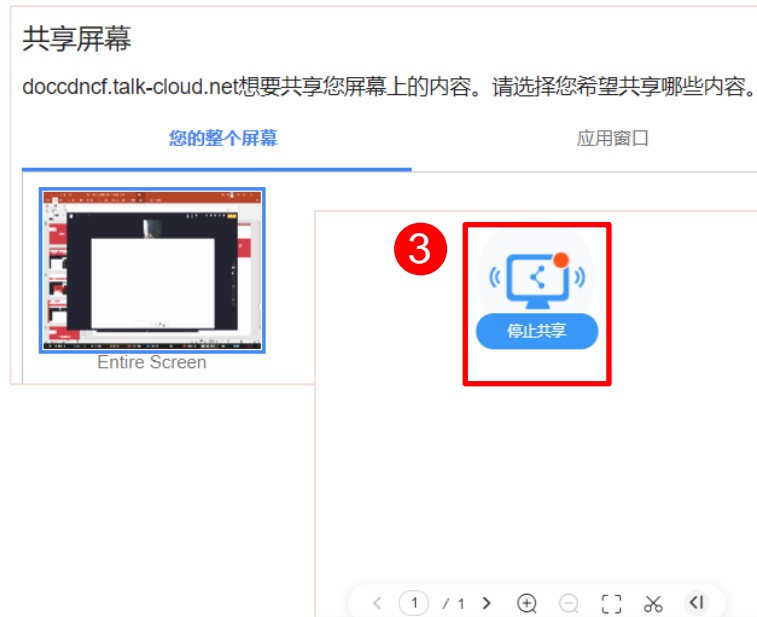 共享屏幕
doccdncf.talk-cloud.net想要共享您屏幕上的内容。请选择您希望共享哪些内容。
您的整个屏幕
应用窗口
Entire Screen
3
停止共享
1 / 1